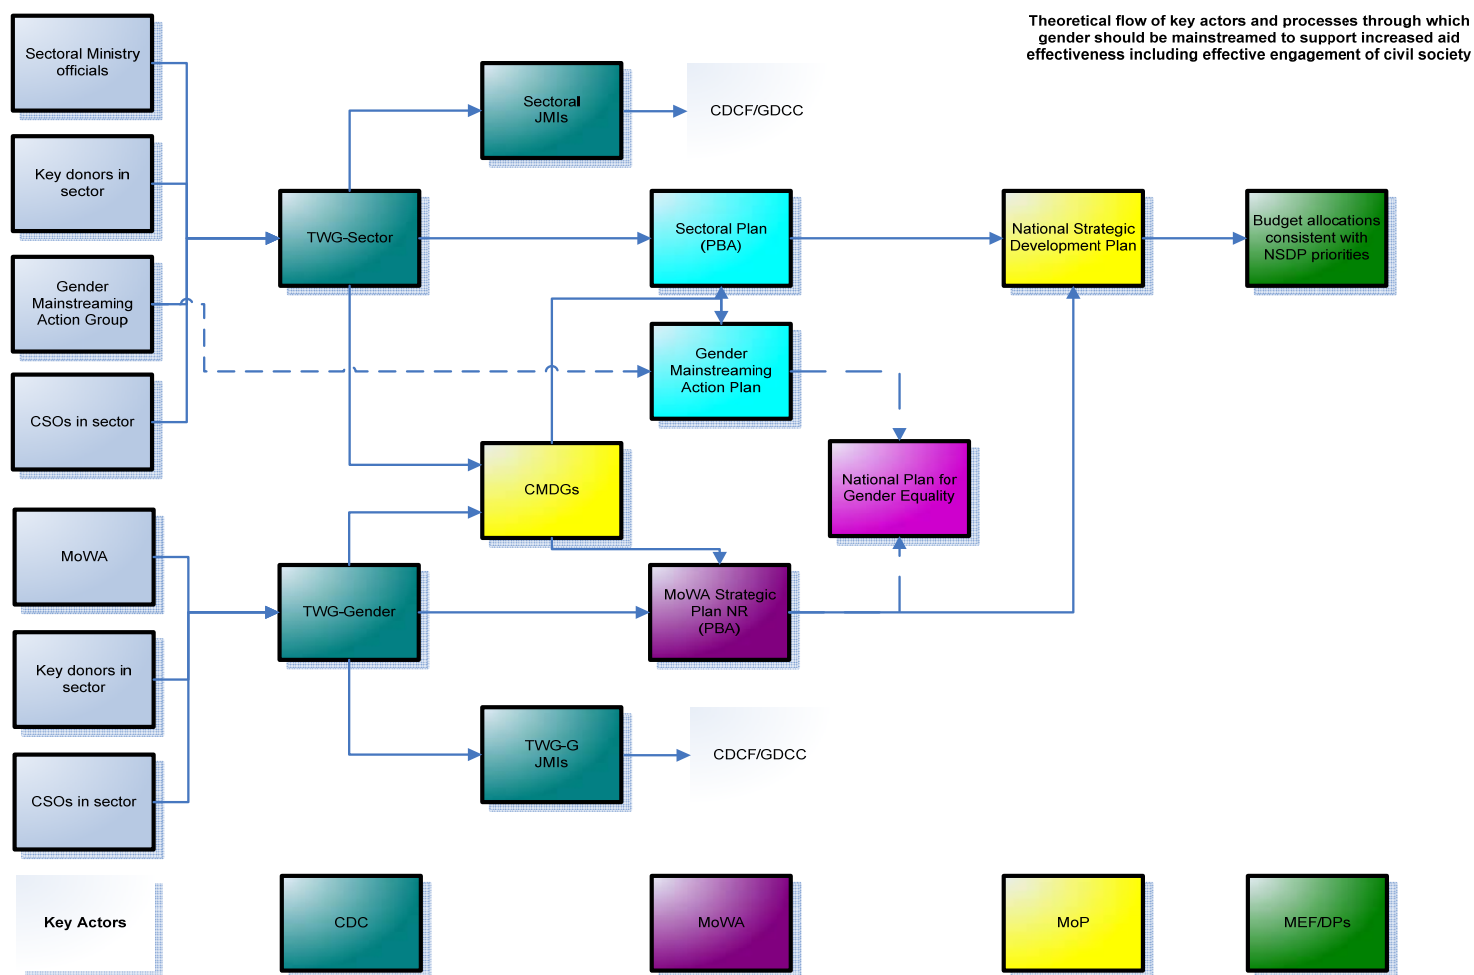 Theoretical flow of key actors and processes through which
gender should be mainstreamed to support increased aid
effectiveness including effective engagement of civil society
Sectoral Ministry
officials
Key donors in
sector
Gender
Mainstreaming
Action Group
CSOs in sector
MoWA
Key donors in
sector
CSOs in sector
TWG-Sector
TWG-Gender
Sectoral
JMIs
CDCF/GDCC
Sectoral Plan
(PBA)
Gender
Mainstreaming
Action Plan
CMDGs
MoWA Strategic
Plan NR
(PBA)
TWG-G
JMIs
CDCF/GDCC
National Plan for
Gender Equality
National Strategic
Development Plan
Budget allocations
consistent with
NSDP priorities
Key Actors
CDC
MoWA
MoP
MEF/DPs